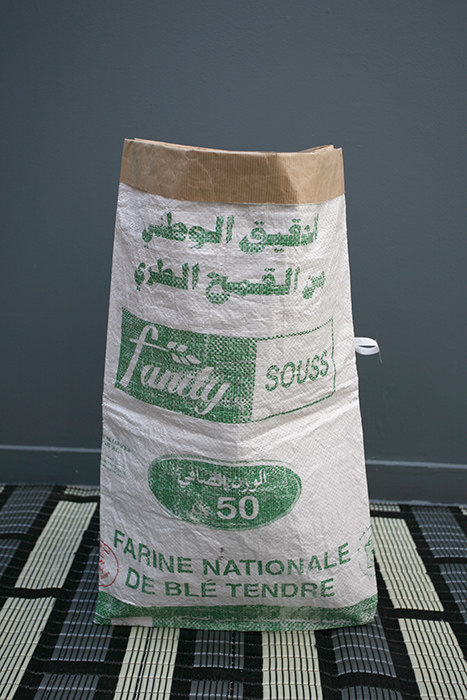 الدقيق الوطني
من القمح الطري
family
SOUSS
الوزن الصافي
50
FARINE NATIONALE
DE BLÉ TENDRE